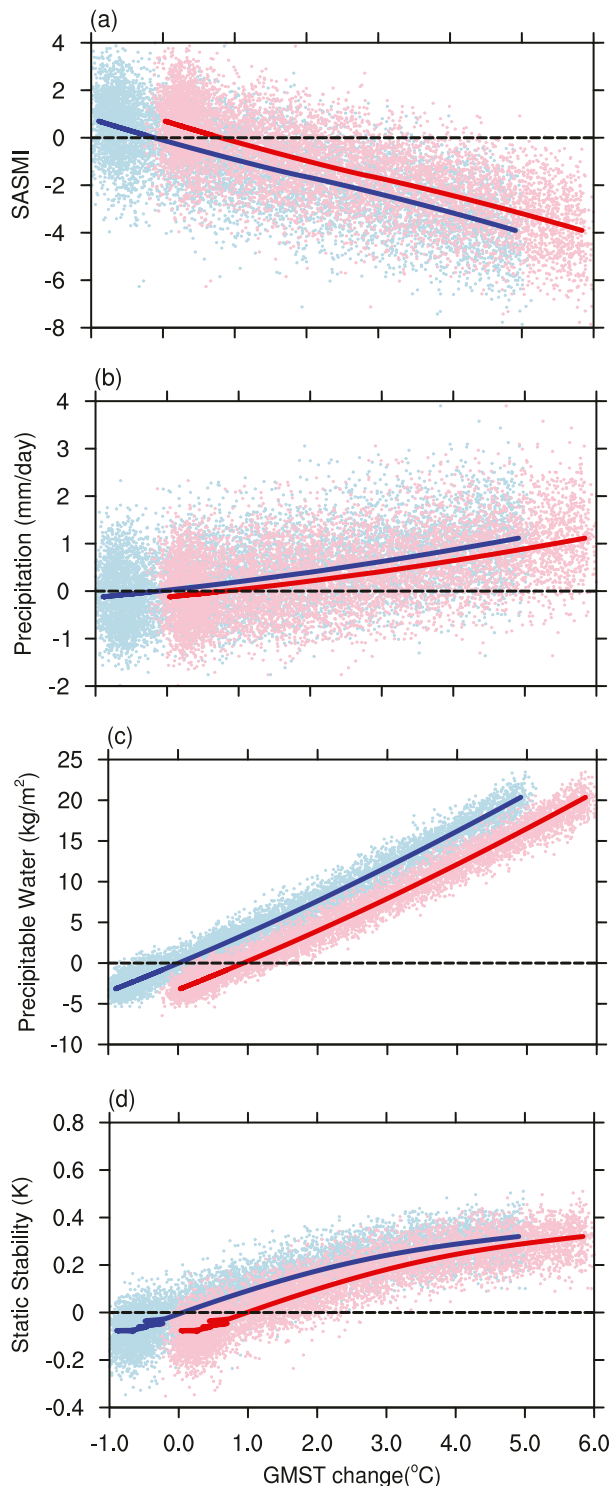 (a)
4
2
0
-2
-4
-6
-8
SASMI
(b)
4
3
2
1
0
-1
-2
Precipitation (mm/day)
(c)
25
20
15
10
5
0
-5
-10
Precipitable Water (kg/m²)
(d)
0.8
0.6
0.4
0.2
0
-0.2
-0.4
Static Stability (K)
-1.0 0.0 1.0 2.0 3.0 4.0 5.0 6.0
GMST change(°C)